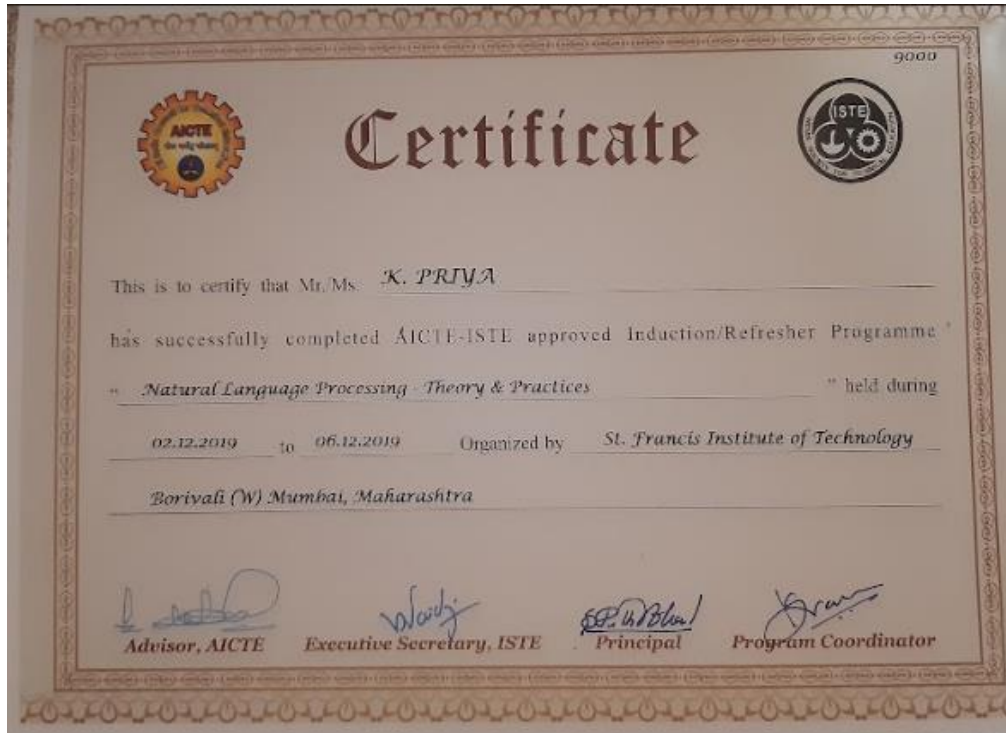 9000
AICTE
ISTE
Certificate
This is to certify that Mr./Ms. K. PRIYA
has successfully completed AICTE-ISTE approved Induction/Refresher Programme
" Natural Language Processing - Theory & Practices " held during
02.12.2019 to 06.12.2019 Organized by St. Francis Institute of Technology
Borivali (W) Mumbai, Maharashtra
Advisor, AICTE Executive Secretary, ISTE Principal Program Coordinator